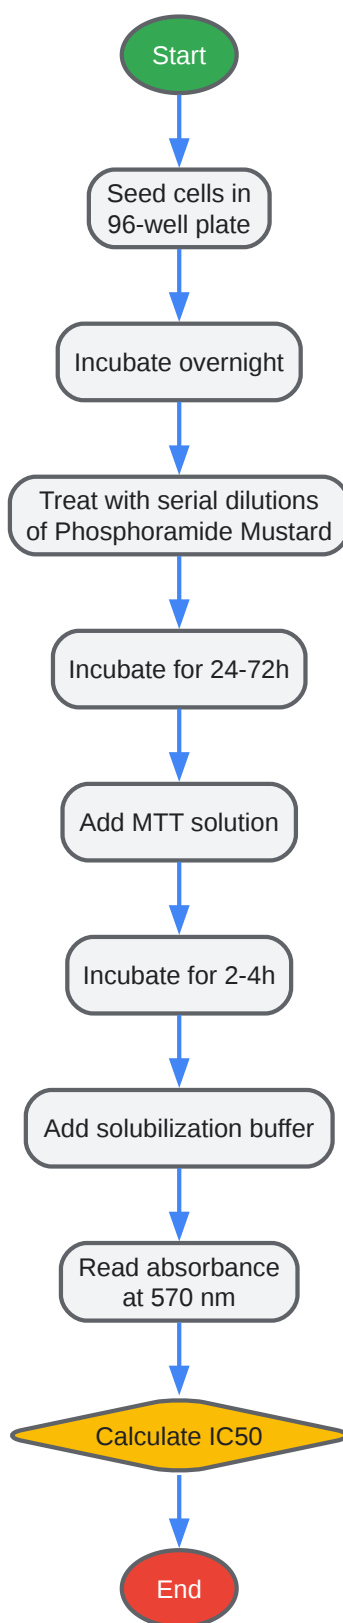 Start
Seed cells in
96-well plate
Incubate overnight
Treat with serial dilutions
of Phosphoramide Mustard
Incubate for 24-72h
Add MTT solution
Incubate for 2-4h
Add solubilization buffer
Read absorbance
at 570 nm
Calculate IC50
End